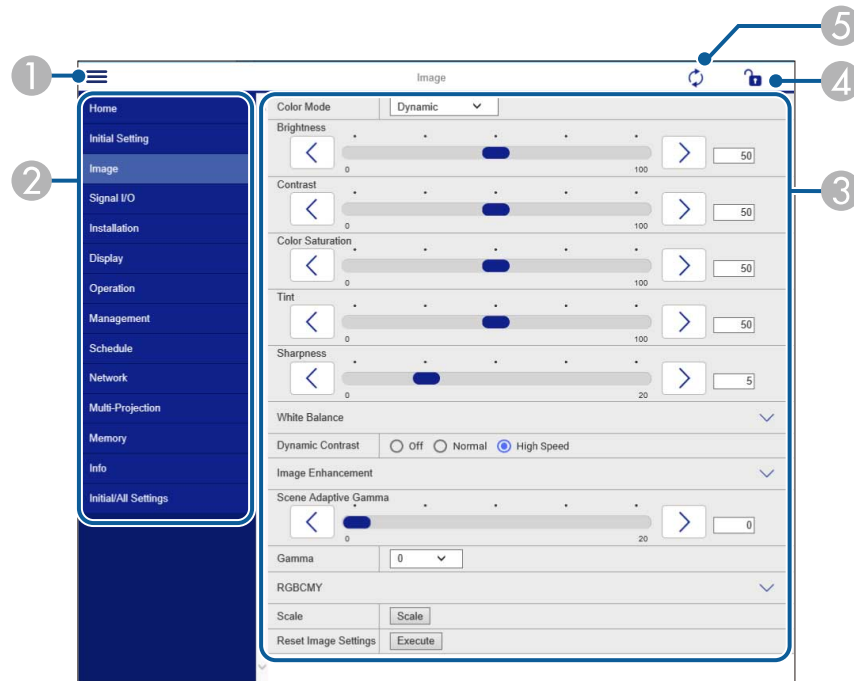 5
1
Image
4
Home
Color Mode
Dynamic
Brightness
Initial Setting
0
100
50
2
Image
3
Contrast
Signal I/O
0
100
50
Installation
Color Saturation
Display
0
100
50
Operation
Tint
Management
0
100
50
Schedule
Sharpness
Network
0
20
5
Multi-Projection
White Balance
Memory
Dynamic Contrast
Off
Normal
High Speed
Info
Image Enhancement
Initial/All Settings
Scene Adaptive Gamma
0
20
0
Gamma
0
RGBCMY
Scale
Scale
Reset Image Settings
Execute